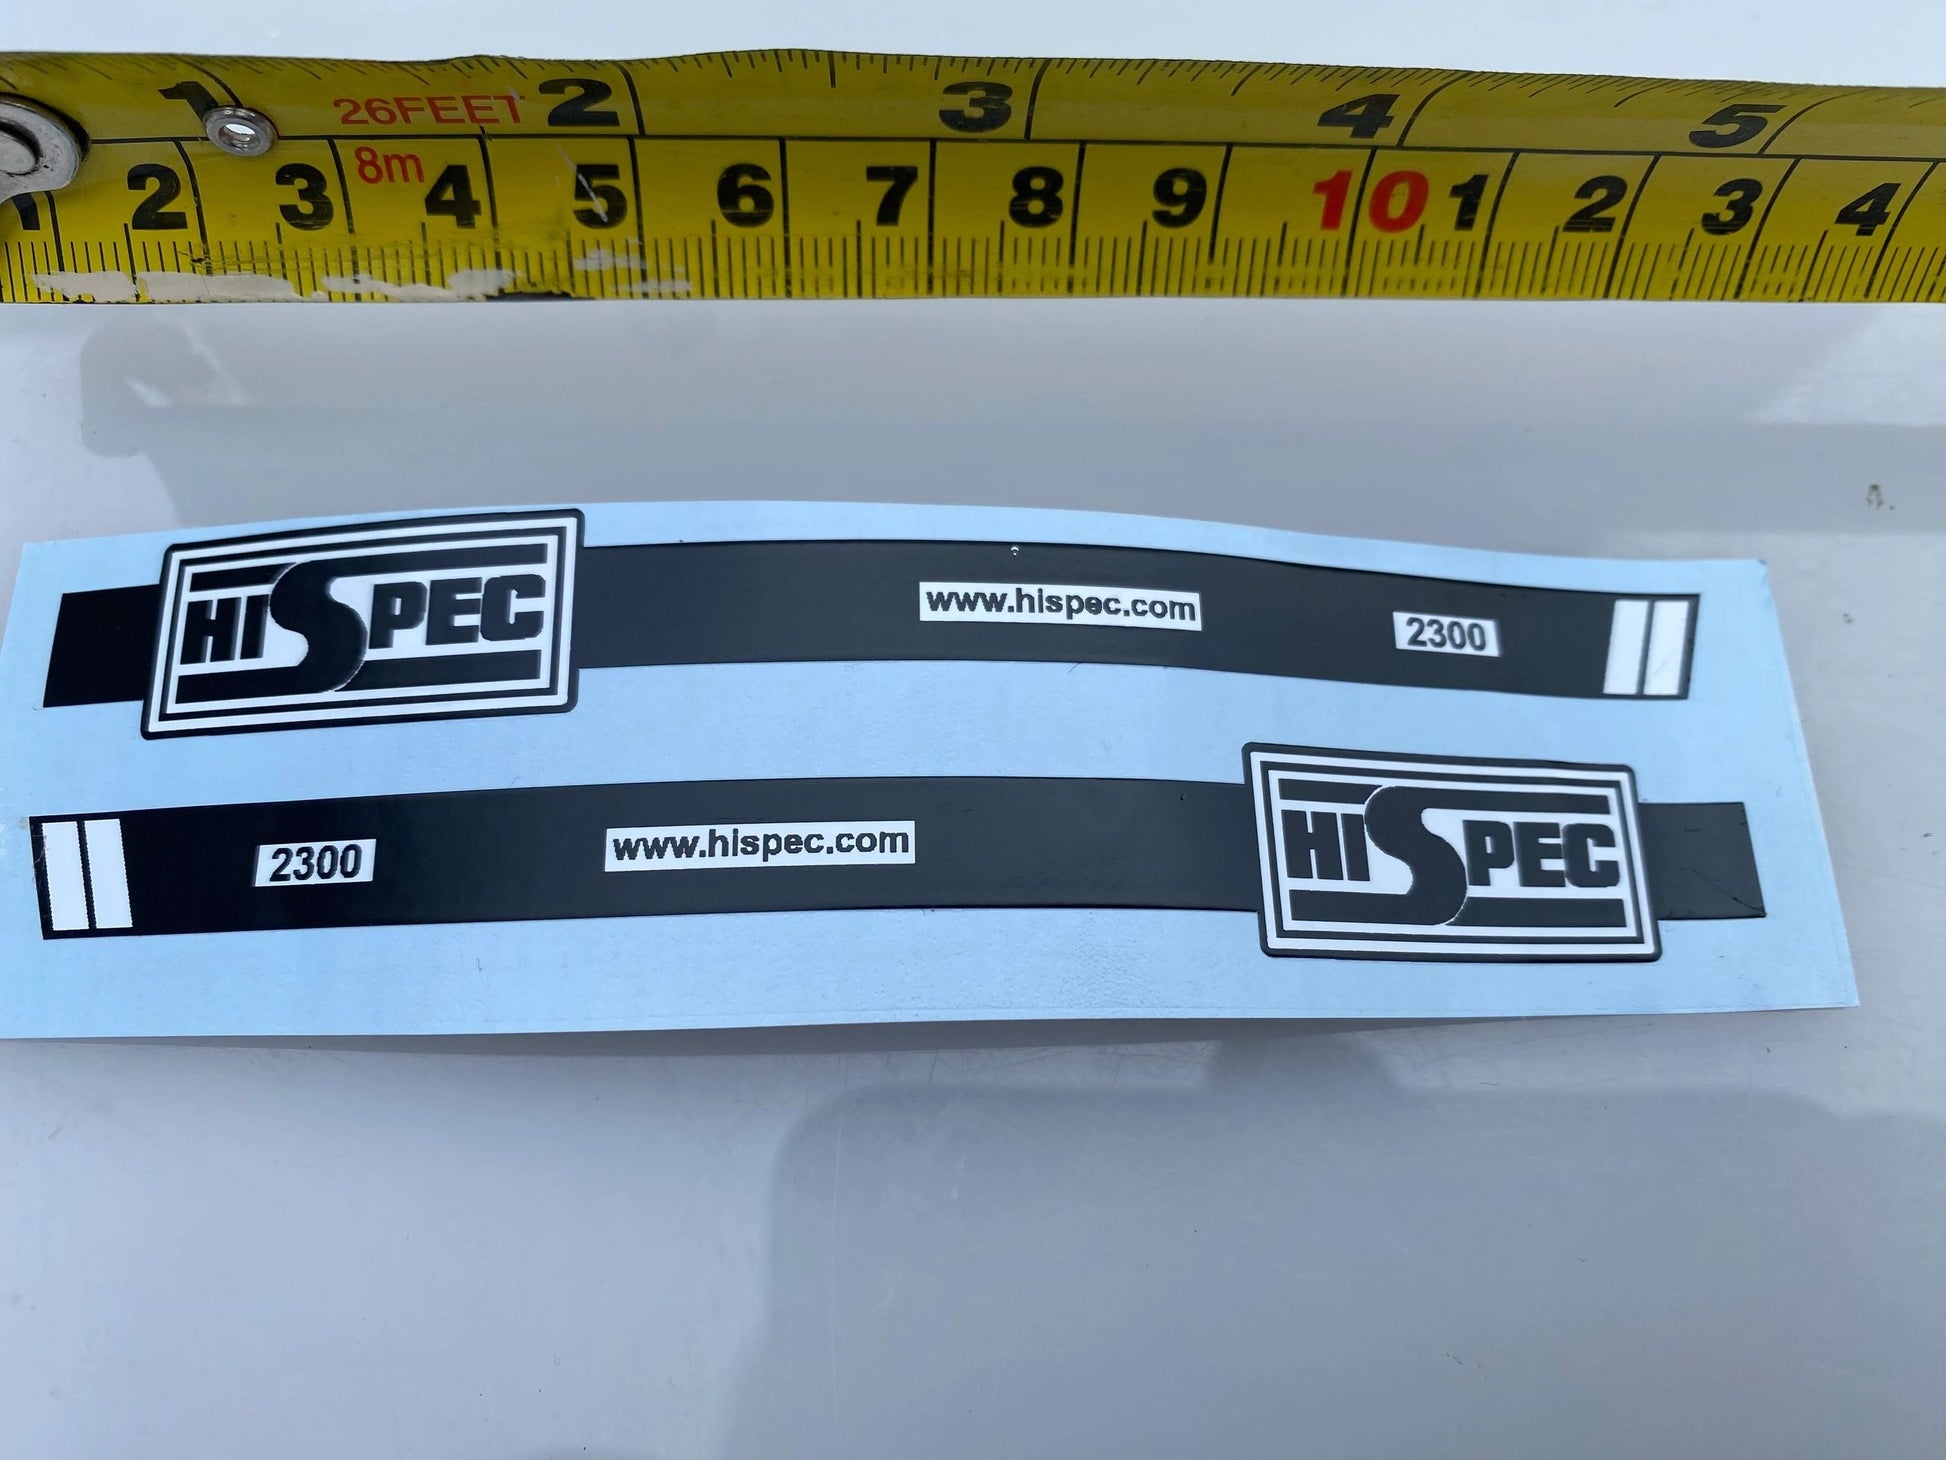 1 26FEET 2 3 4 5
1 2 3 8m 4 5 6 7 8 9 10 1 2 3 4
HISPEC www.hispec.com 2300
2300 www.hispec.com HISPEC